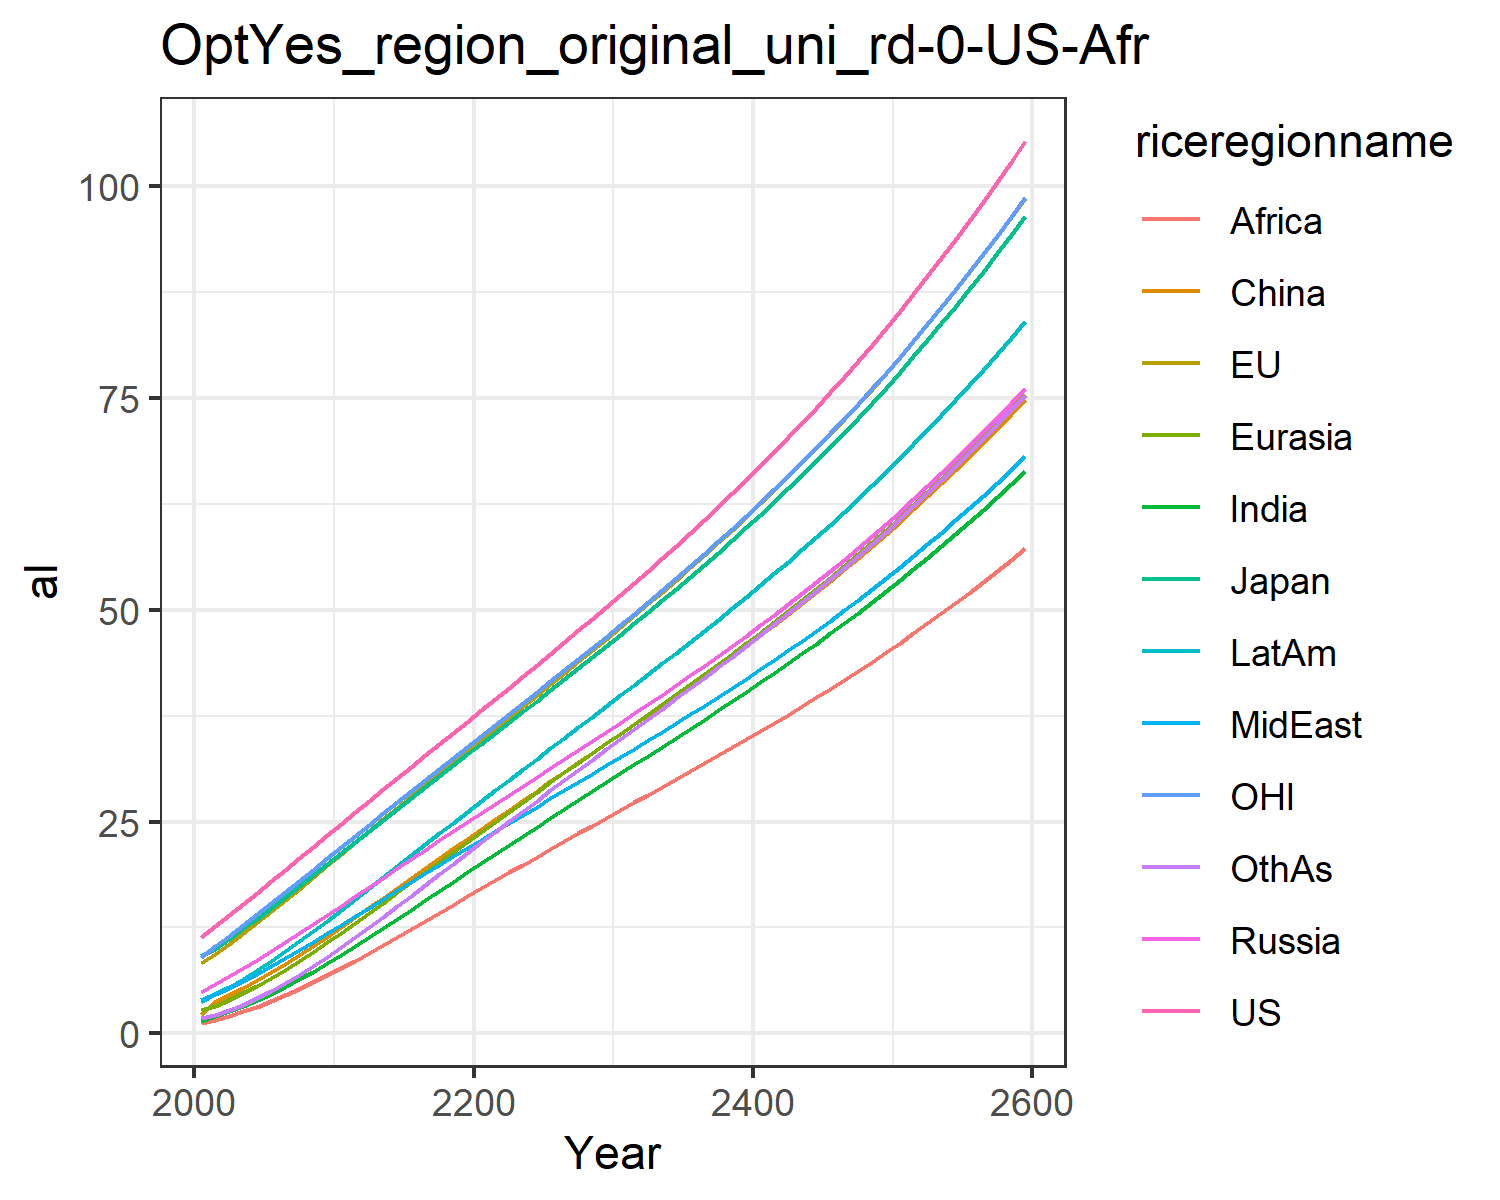 OptYes_region_original_uni_rd-0-US-Afr
100
75
50
25
0
al
2000
2200
2400
2600
Year
riceregionname
Africa
China
EU
Eurasia
India
Japan
LatAm
MidEast
OHI
OthAs
Russia
US